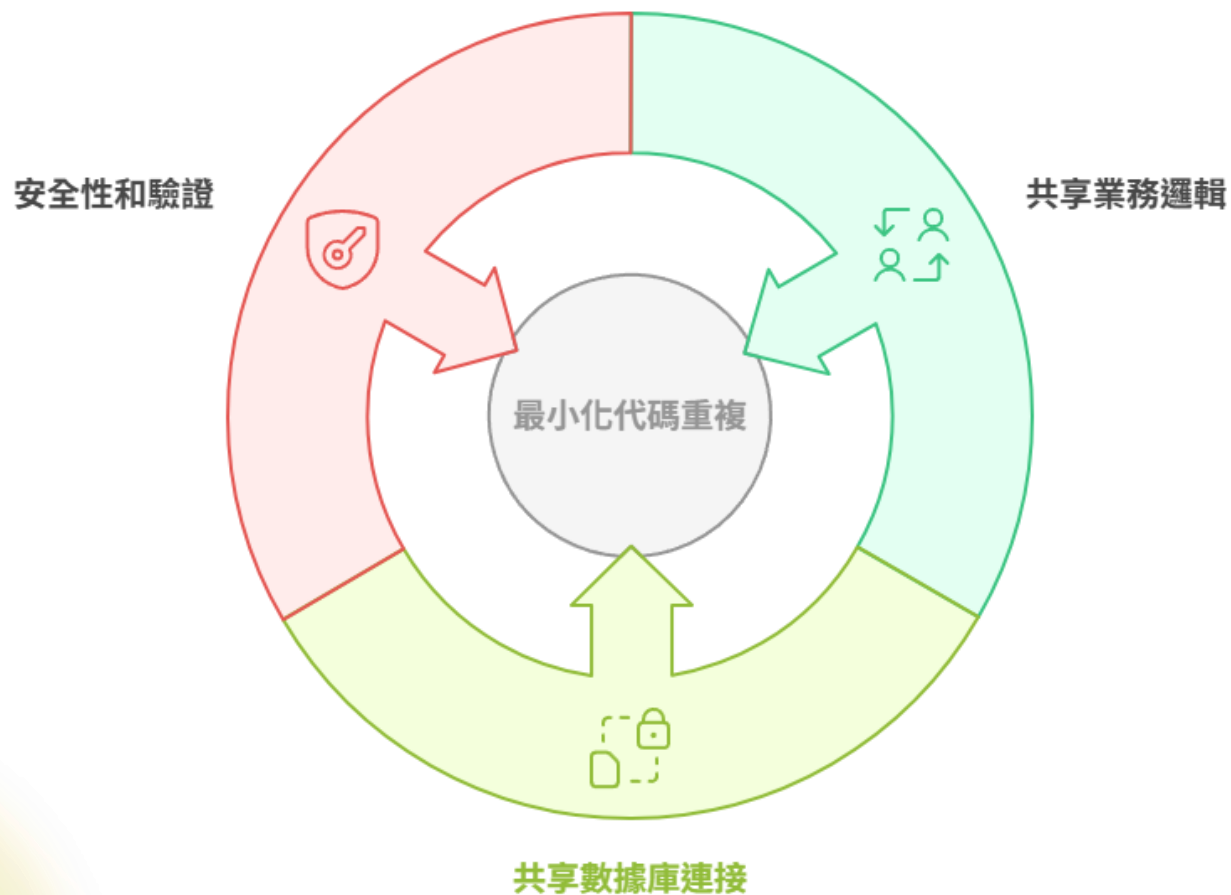 安全性和驗證
共享業務邏輯
最小化代碼重複
共享數據庫連接